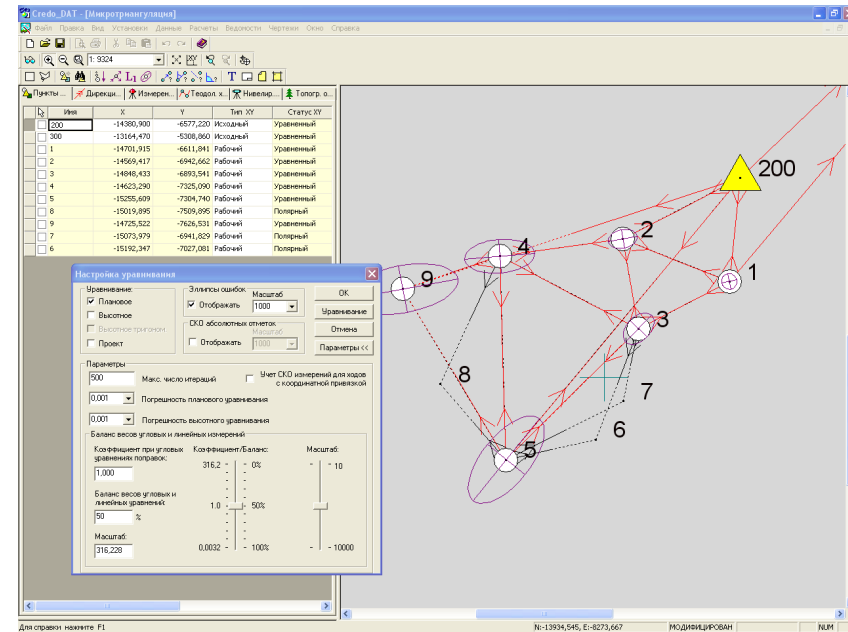 Credo_DAT - [Микротриангуляция]
Файл Правка Вид Установки Данные Расчеты Ведомости Чертежи Окно Справка
1: 9324
Пункты ... Дирекци... Измерен... Теодол. х... Нивелир... Топогр. о...
Имя X Y Тип XY Статус XY
200 -14380,900 -6577,220 Исходный Уравненный
300 -13164,470 -5308,860 Исходный Уравненный
1 -14701,915 -6611,841 Рабочий Уравненный
2 -14569,417 -6942,662 Рабочий Уравненный
3 -14848,433 -6893,541 Рабочий Уравненный
4 -14623,290 -7325,090 Рабочий Уравненный
5 -15255,609 -7304,740 Рабочий Уравненный
8 -15019,895 -7509,895 Рабочий Полярный
9 -14725,522 -7626,531 Рабочий Уравненный
7 -15073,979 -6941,829 Рабочий Полярный
6 -15192,347 -7027,081 Рабочий Полярный
Настройка уравнивания
Уравнивание:
Плановое
Высотное
Высотное тригоном
Проект
Эллипсы ошибок
Отображать
Масштаб
1000
СКО абсолютных отметок
Отображать
Масштаб
1000
OK
Уравнивание
Отмена
Параметры <<
Параметры
500 Макс. число итераций
Учет СКО измерений для ходов
с координатной привязкой
0,001 Погрешность планового уравнивания
0,001 Погрешность высотного уравнивания
Баланс весов угловых и линейных измерений
Коэффициент при угловых
уравнениях поправок:
1,000
Баланс весов угловых и
линейных уравнений:
50 %
Масштаб:
316,228
Коэффициент/Баланс:
316,2 - - 0%
1.0 - - 50%
0,0032 - - 100%
Масштаб:
- - 10
- - 10000
200
2
4
1
9
3
8
7
6
5
Для справки нажмите F1
N:-13934,545, E:-8273,667
МОДИФИЦИРОВАН
NUM